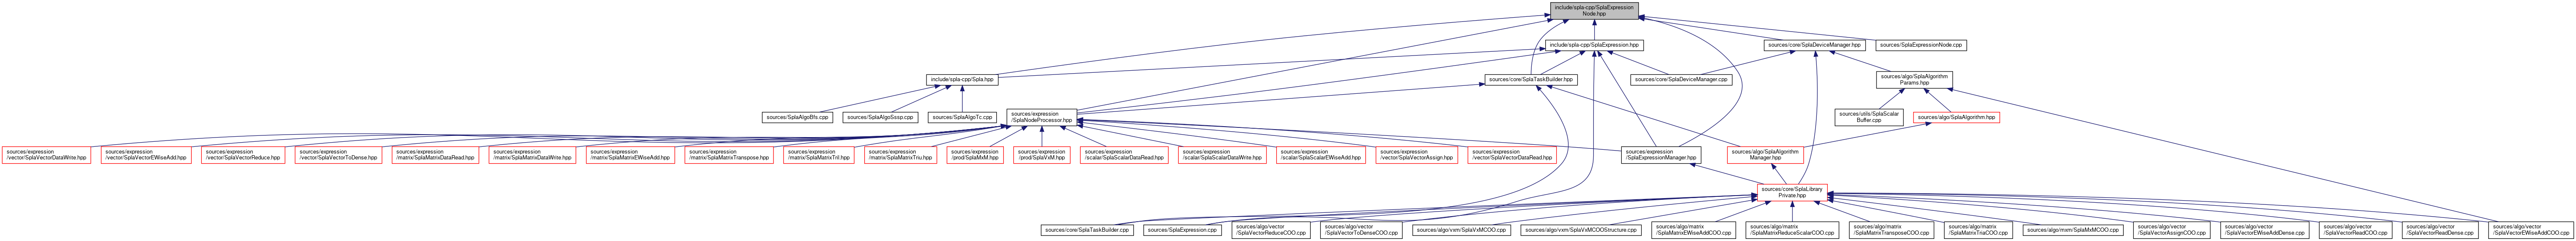 include/spla-cpp/SplaExpression
Node.hpp
include/spla-cpp/SplaExpression.hpp
sources/core/SplaDeviceManager.hpp
sources/SplaExpressionNode.cpp
include/spla-cpp/Spla.hpp
sources/core/SplaTaskBuilder.hpp
sources/core/SplaDeviceManager.cpp
sources/algo/SplaAlgorithm
Params.hpp
sources/SplaAlgoBfs.cpp
sources/SplaAlgoSssp.cpp
sources/SplaAlgoTc.cpp
sources/expression
/SplaNodeProcessor.hpp
sources/utils/SplaScalar
Buffer.cpp
sources/algo/SplaAlgorithm.hpp
sources/expression
/vector/SplaVectorDataWrite.hpp
sources/expression
/vector/SplaVectorEWiseAdd.hpp
sources/expression
/vector/SplaVectorReduce.hpp
sources/expression
/vector/SplaVectorToDense.hpp
sources/expression
/matrix/SplaMatrixDataRead.hpp
sources/expression
/matrix/SplaMatrixDataWrite.hpp
sources/expression
/matrix/SplaMatrixEWiseAdd.hpp
sources/expression
/matrix/SplaMatrixTranspose.hpp
sources/expression
/matrix/SplaMatrixTril.hpp
sources/expression
/matrix/SplaMatrixTriu.hpp
sources/expression
/prod/SplaMxM.hpp
sources/expression
/prod/SplaVxM.hpp
sources/expression
/scalar/SplaScalarDataRead.hpp
sources/expression
/scalar/SplaScalarDataWrite.hpp
sources/expression
/scalar/SplaScalarEWiseAdd.hpp
sources/expression
/vector/SplaVectorAssign.hpp
sources/expression
/vector/SplaVectorDataRead.hpp
sources/expression
/SplaExpressionManager.hpp
sources/algo/SplaAlgorithm
Manager.hpp
sources/core/SplaLibrary
Private.hpp
sources/core/SplaTaskBuilder.cpp
sources/SplaExpression.cpp
sources/algo/vector
/SplaVectorReduceCOO.cpp
sources/algo/vector
/SplaVectorToDenseCOO.cpp
sources/algo/vxm/SplaVxMCOO.cpp
sources/algo/vxm/SplaVxMCOOStructure.cpp
sources/algo/matrix
/SplaMatrixEWiseAddCOO.cpp
sources/algo/matrix
/SplaMatrixReduceScalarCOO.cpp
sources/algo/matrix
/SplaMatrixTransposeCOO.cpp
sources/algo/matrix
/SplaMatrixTriaCOO.cpp
sources/algo/mxm/SplaMxMCOO.cpp
sources/algo/vector
/SplaVectorAssignCOO.cpp
sources/algo/vector
/SplaVectorEWiseAddDense.cpp
sources/algo/vector
/SplaVectorReadCOO.cpp
sources/algo/vector
/SplaVectorReadDense.cpp
sources/algo/vector
/SplaVectorEWiseAddCOO.cpp